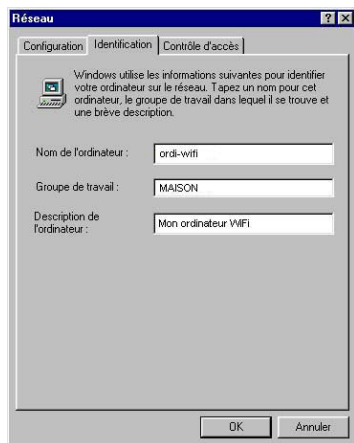 Réseau
Configuration Identification Contrôle d'accès
Windows utilise les informations suivantes pour identifier
votre ordinateur sur le réseau. Tapez un nom pour cet
ordinateur, le groupe de travail dans lequel il se trouve et
une brève description.
Nom de l'ordinateur : ordi-wifi
Groupe de travail : MAISON
Description de
l'ordinateur : Mon ordinateur WiFi
OK Annuler